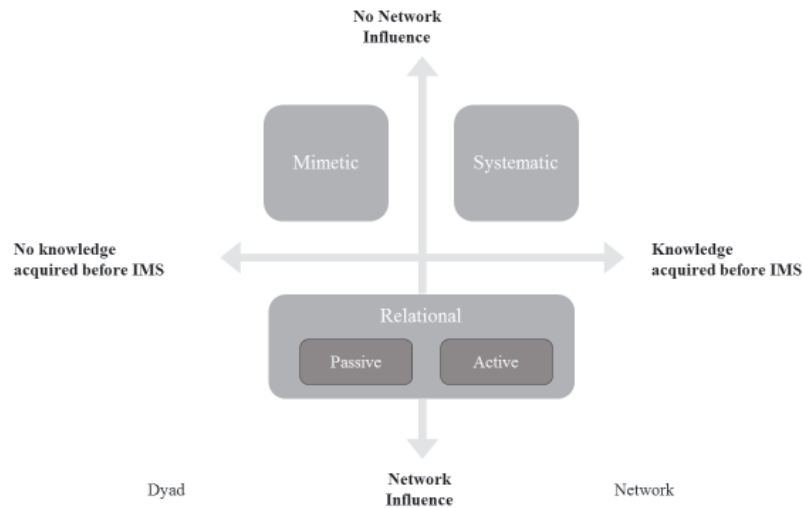 No Network
Influence
Mimetic
Systematic
No knowledge
acquired before IMS
Knowledge
acquired before IMS
Relational
Passive
Active
Dyad
Network
Influence
Network